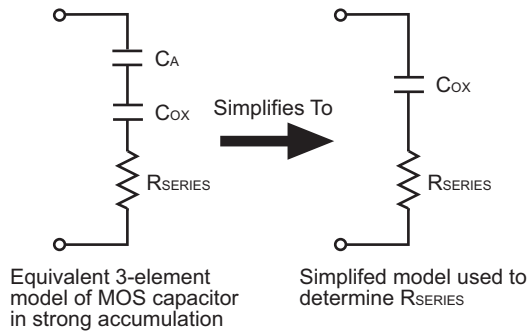 CA
COX
RSERIES
Simplifies To
COX
RSERIES
Equivalent 3-element
model of MOS capacitor
in strong accumulation
Simplifed model used to
determine RSERIES